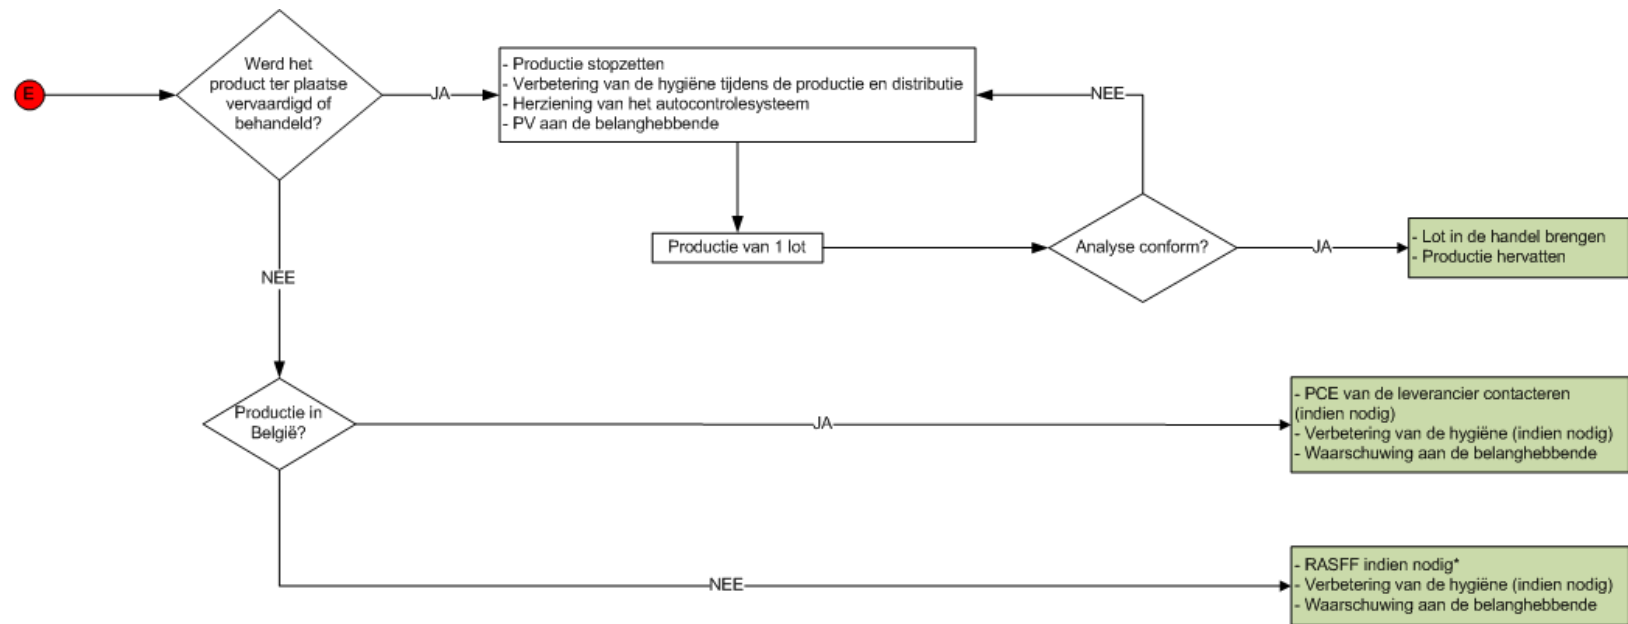 E
Werd het
product ter plaatse
vervaardigd of
behandeld?
JA
- Productie stopzetten
- Verbetering van de hygiëne tijdens de productie en distributie
- Herziening van het autocontrolesysteem
- PV aan de belanghebbende
NEE
Productie van 1 lot
Analyse conform?
JA
- Lot in de handel brengen
- Productie hervatten
NEE
Productie in
België?
JA
- PCE van de leverancier contacteren
(indien nodig)
- Verbetering van de hygiëne (indien nodig)
- Waarschuwing aan de belanghebbende
NEE
- RASFF indien nodig*
- Verbetering van de hygiëne (indien nodig)
- Waarschuwing aan de belanghebbende